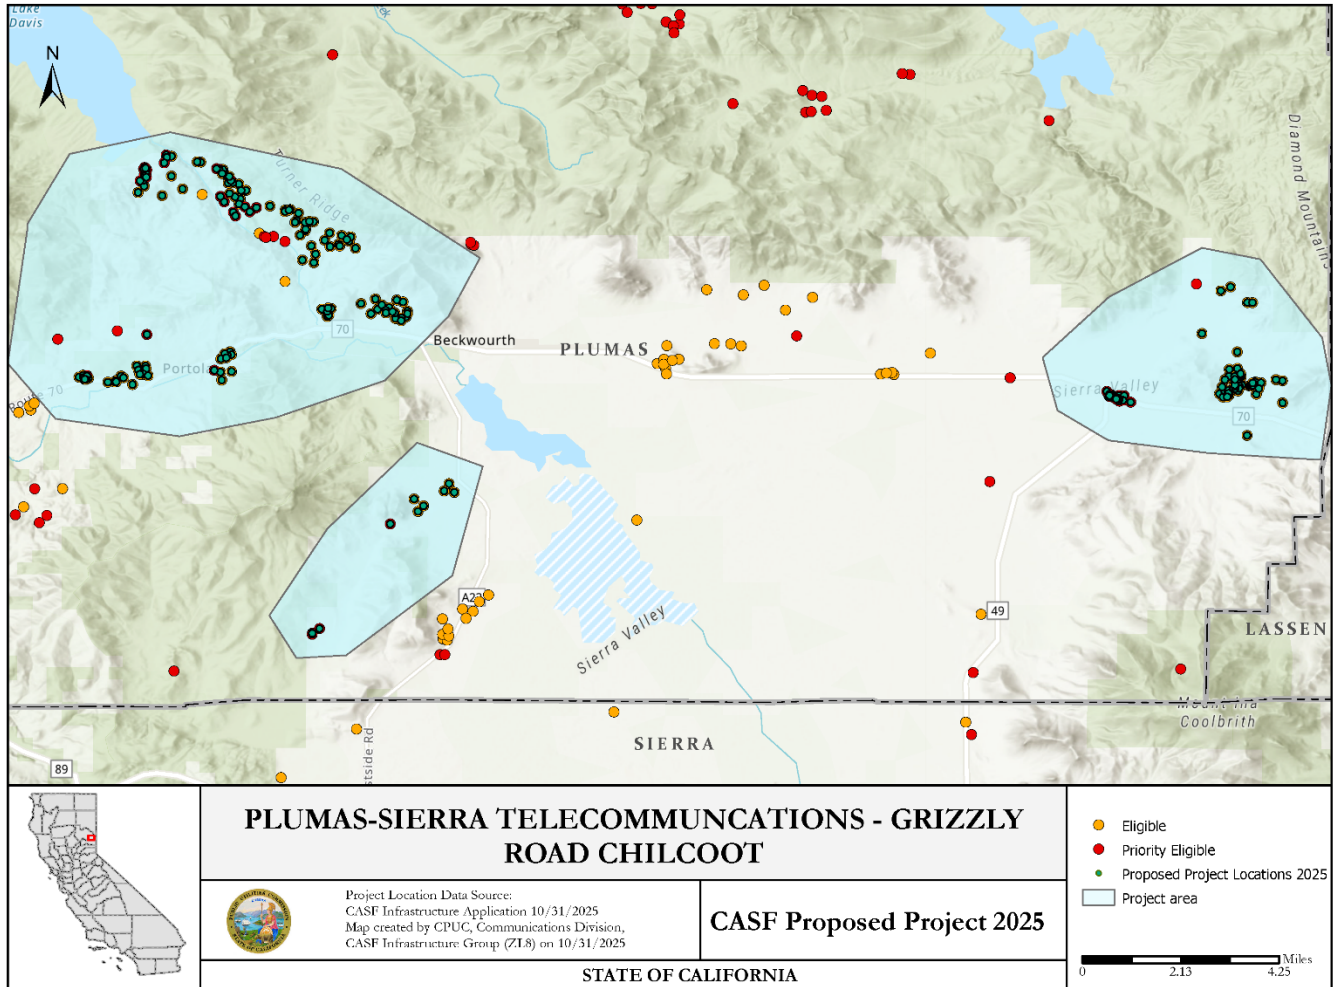 Lake
Davis
Creek
N
Turner Ridge
Diamond Mountains
70
Beckwourth
PLUMAS
Portola
Route 70
Sierra Valley
70
A23
49
Sierra Valley
LASSEN
Coolbrith
SIERRA
89
PLUMAS-SIERRA TELECOMMUNCATIONS - GRIZZLY
ROAD CHILCOOT
Project Location Data Source:
CASF Infrastructure Application 10/31/2025
Map created by CPUC, Communications Division,
CASF Infrastructure Group (ZL8) on 10/31/2025
CASF Proposed Project 2025
STATE OF CALIFORNIA
Eligible
Priority Eligible
Proposed Project Locations 2025
Project area
Miles
0
2.13
4.25